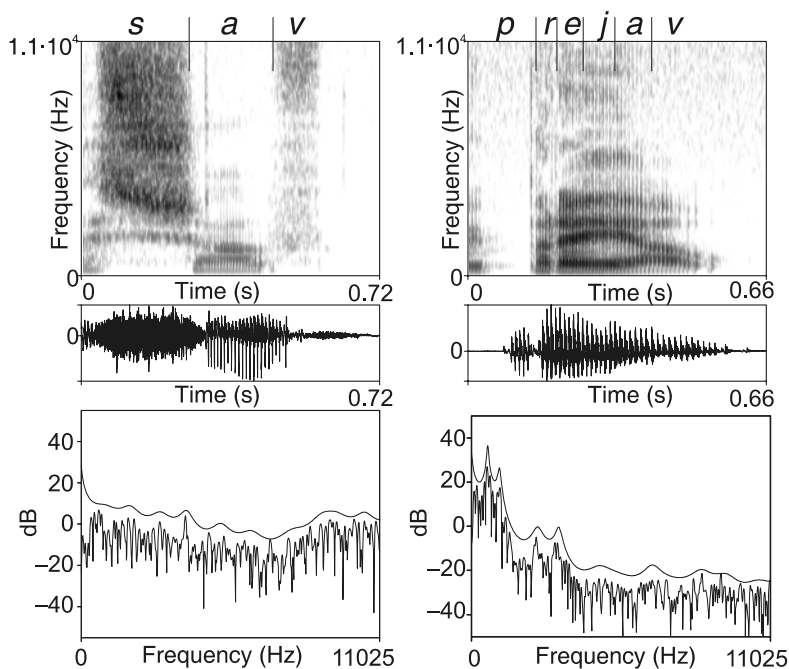 s a v
p r e j a v
1.1·10⁴
Frequency (Hz)
0
0
Time (s)
0.72
1.1·10⁴
Frequency (Hz)
0
0
Time (s)
0.66
0
Time (s)
0.72
0
Time (s)
0.66
40
20
0
−20
−40
dB
0
Frequency (Hz)
11025
40
20
0
−20
−40
dB
0
Frequency (Hz)
11025